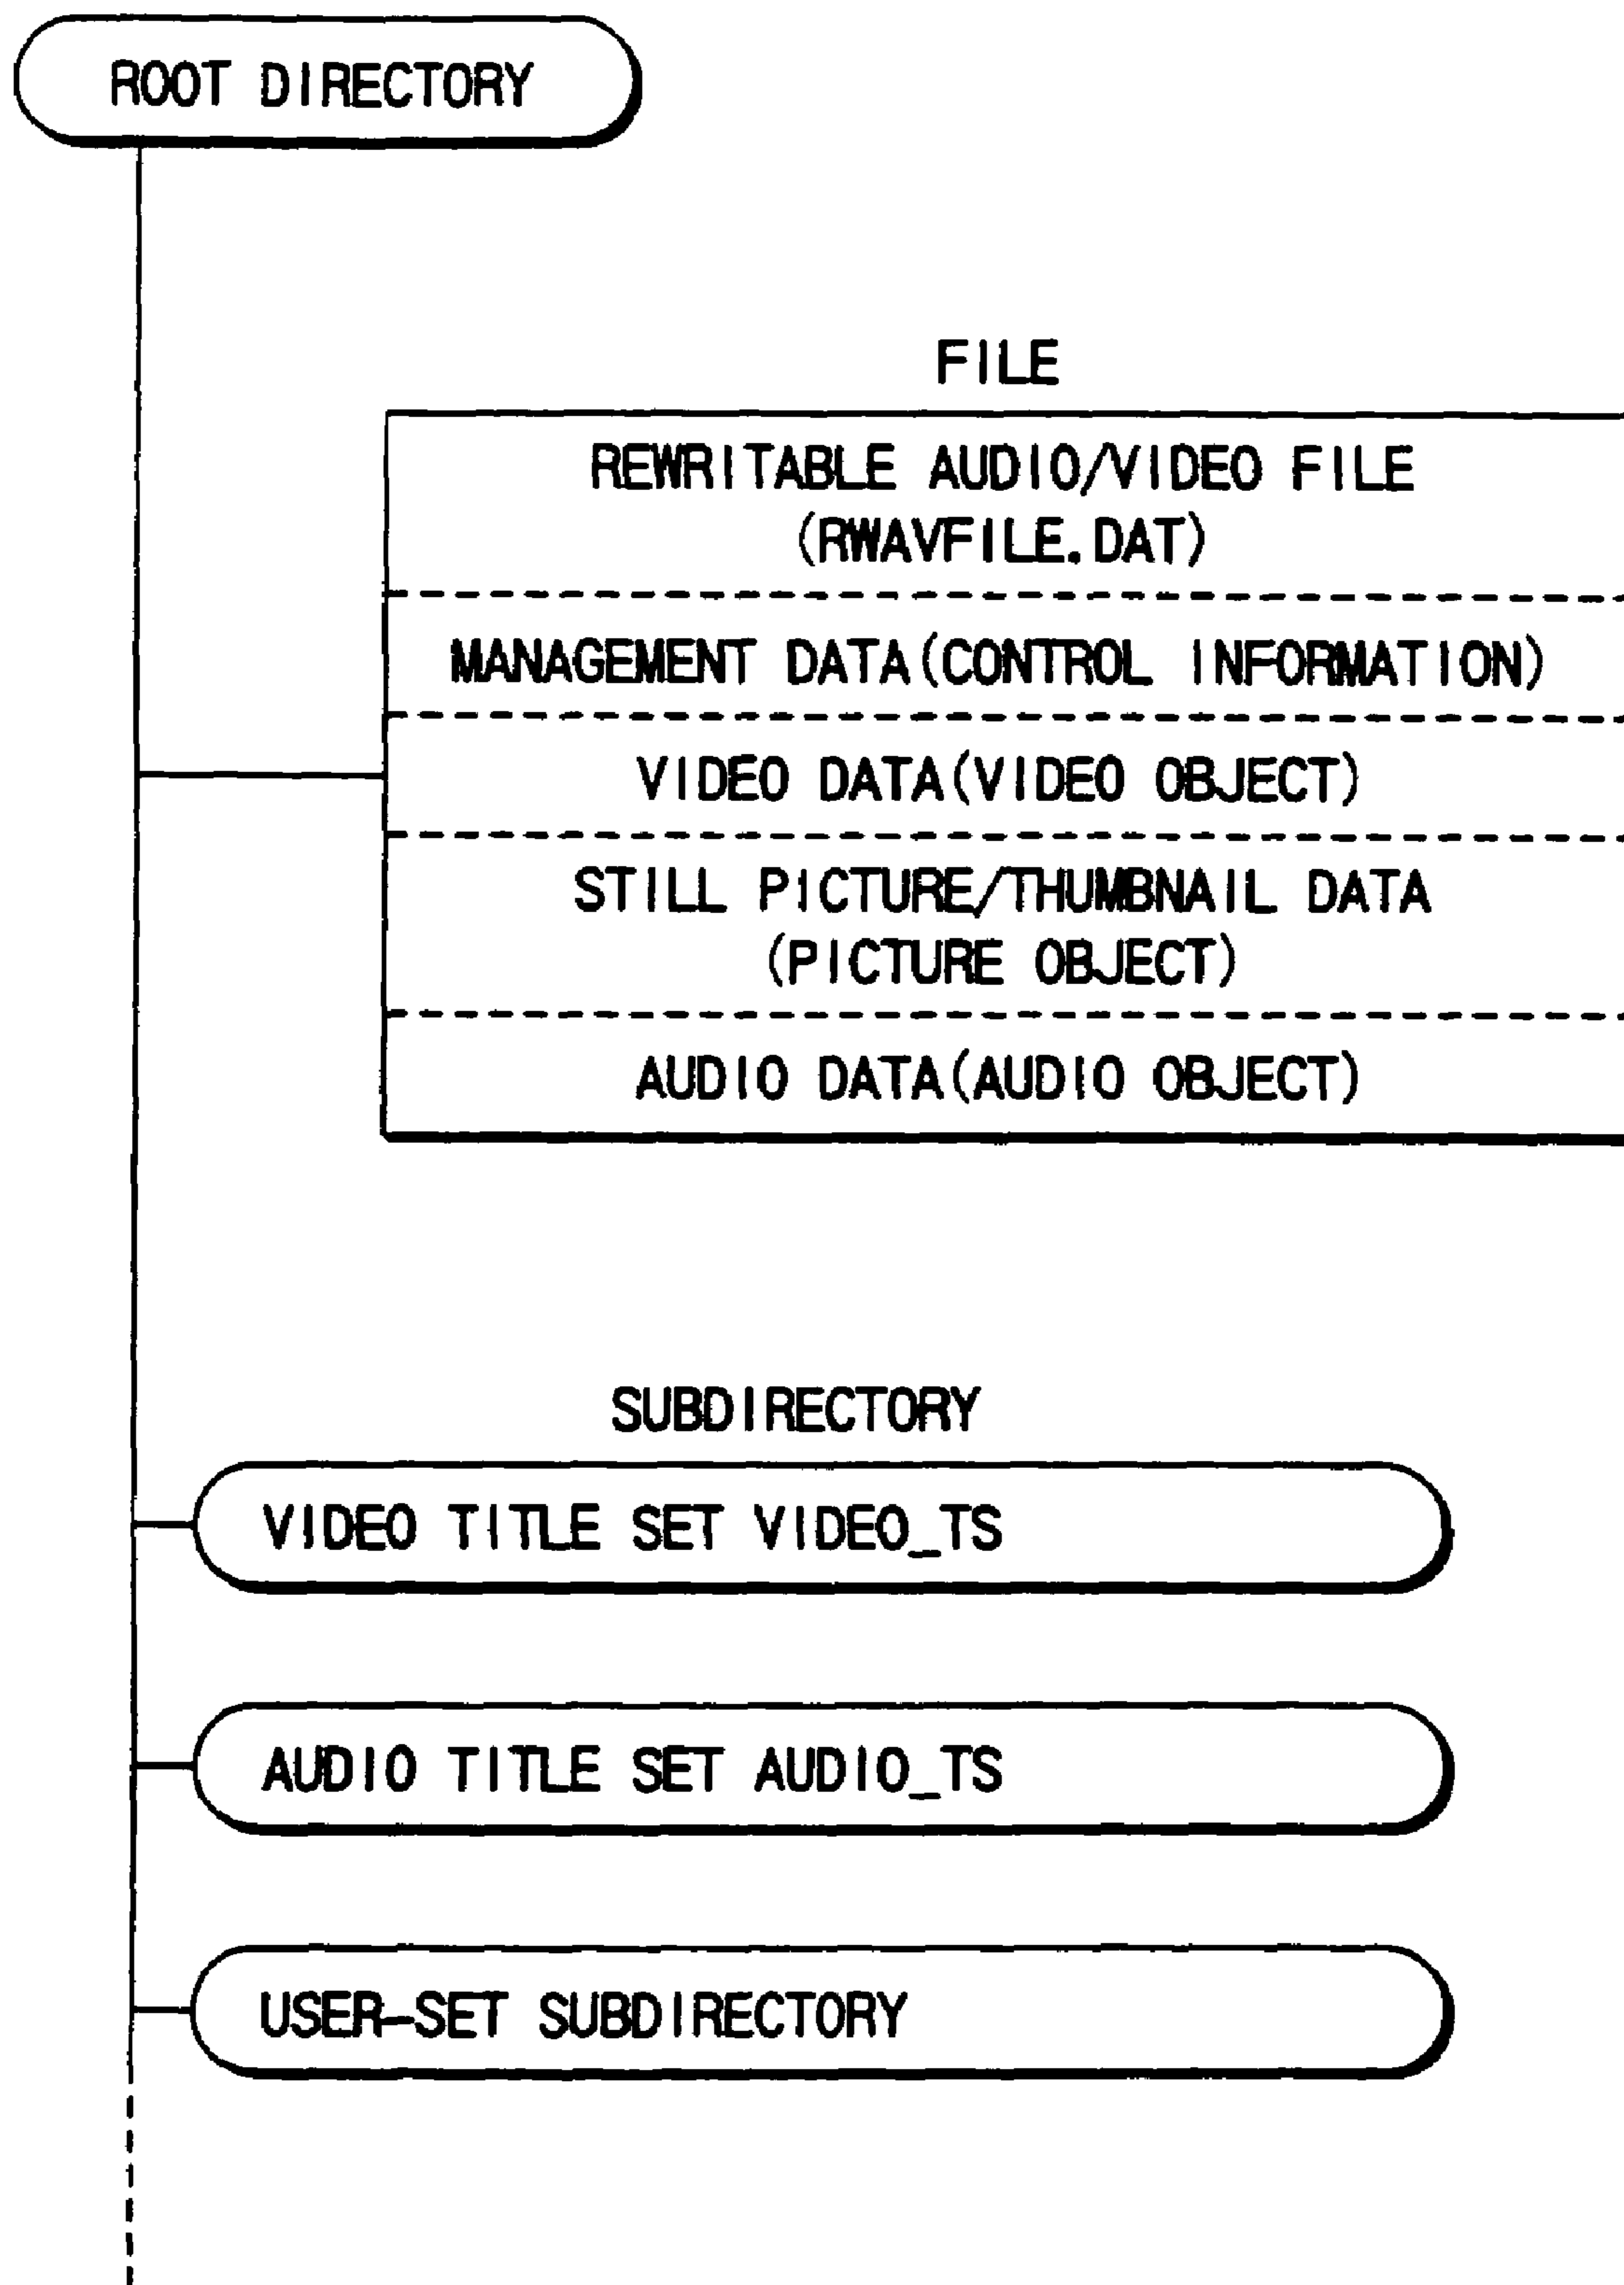 ROOT DIRECTORY
FILE
REWRITABLE AUDIO/VIDEO FILE
(RWAVFILE.DAT)
MANAGEMENT DATA(CONTROL INFORMATION)
VIDEO DATA(VIDEO OBJECT)
STILL PICTURE/THUMBNAIL DATA
(PICTURE OBJECT)
AUDIO DATA(AUDIO OBJECT)
SUBDIRECTORY
VIDEO TITLE SET VIDEO_TS
AUDIO TITLE SET AUDIO_TS
USER-SET SUBDIRECTORY